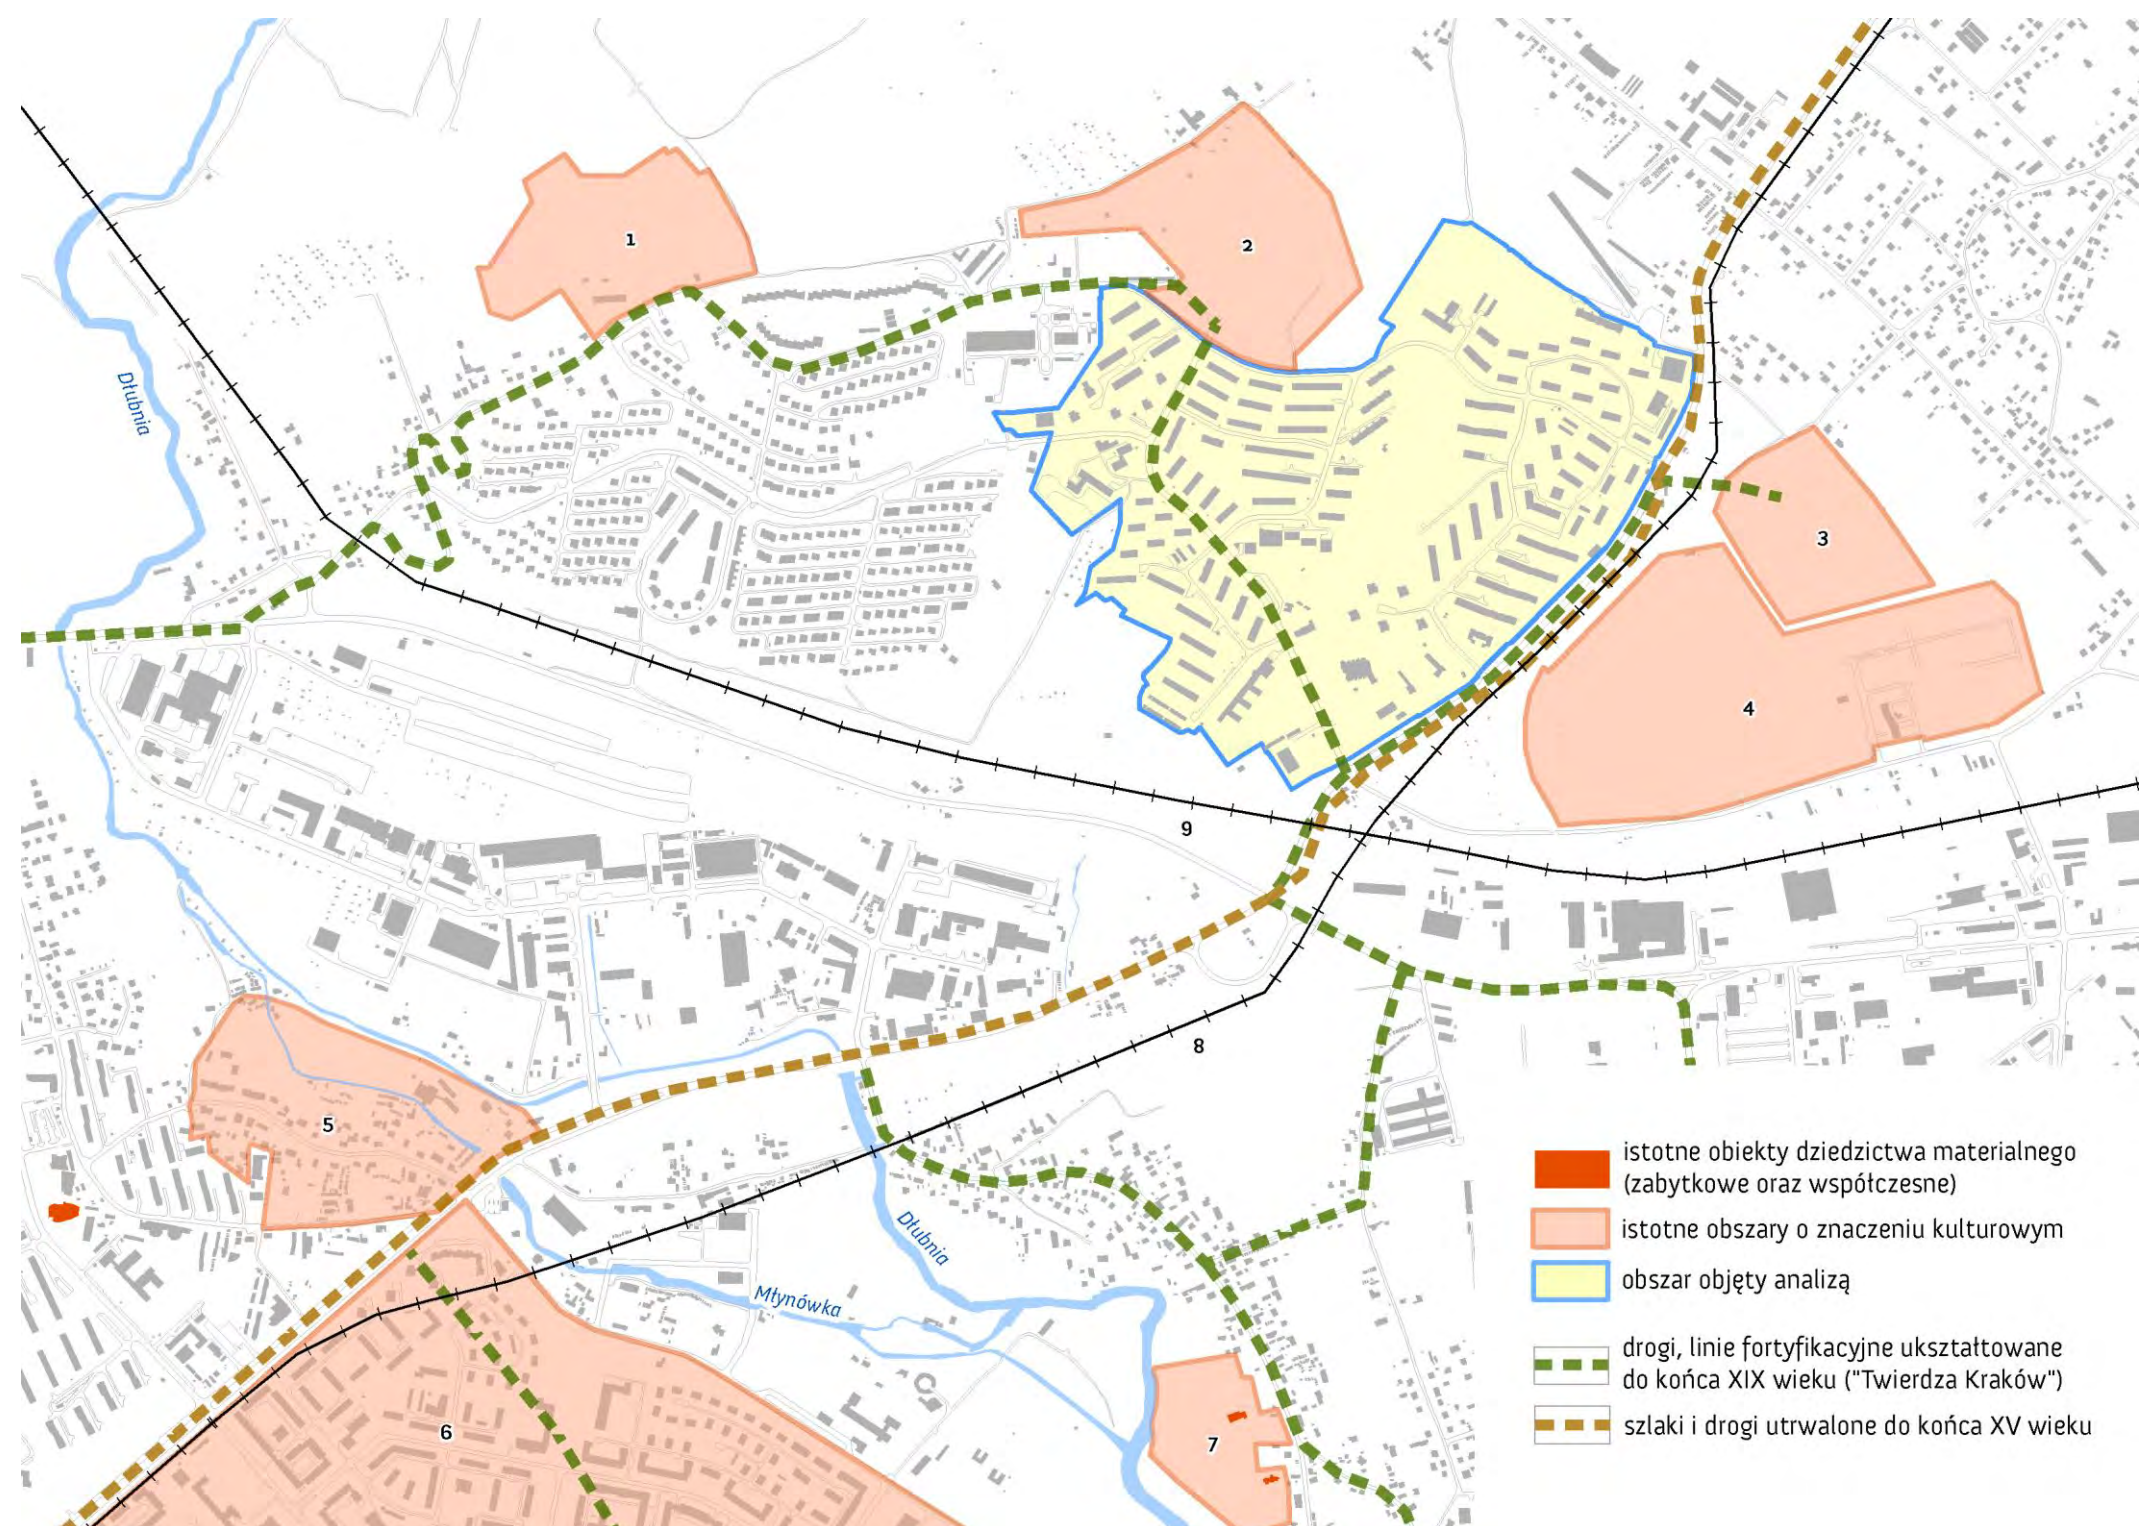 1
2
Dłubnia
3
4
9
8
5
Dłubnia
Młynówka
6
7
istotne obiekty dziedzictwa materialnego
(zabytkowe oraz współczesne)
istotne obszary o znaczeniu kulturowym
obszar objęty analizą
drogi, linie fortyfikacyjne ukształtowane
do końca XIX wieku ("Twierdza Kraków")
szlaki i drogi utrwalone do końca XV wieku